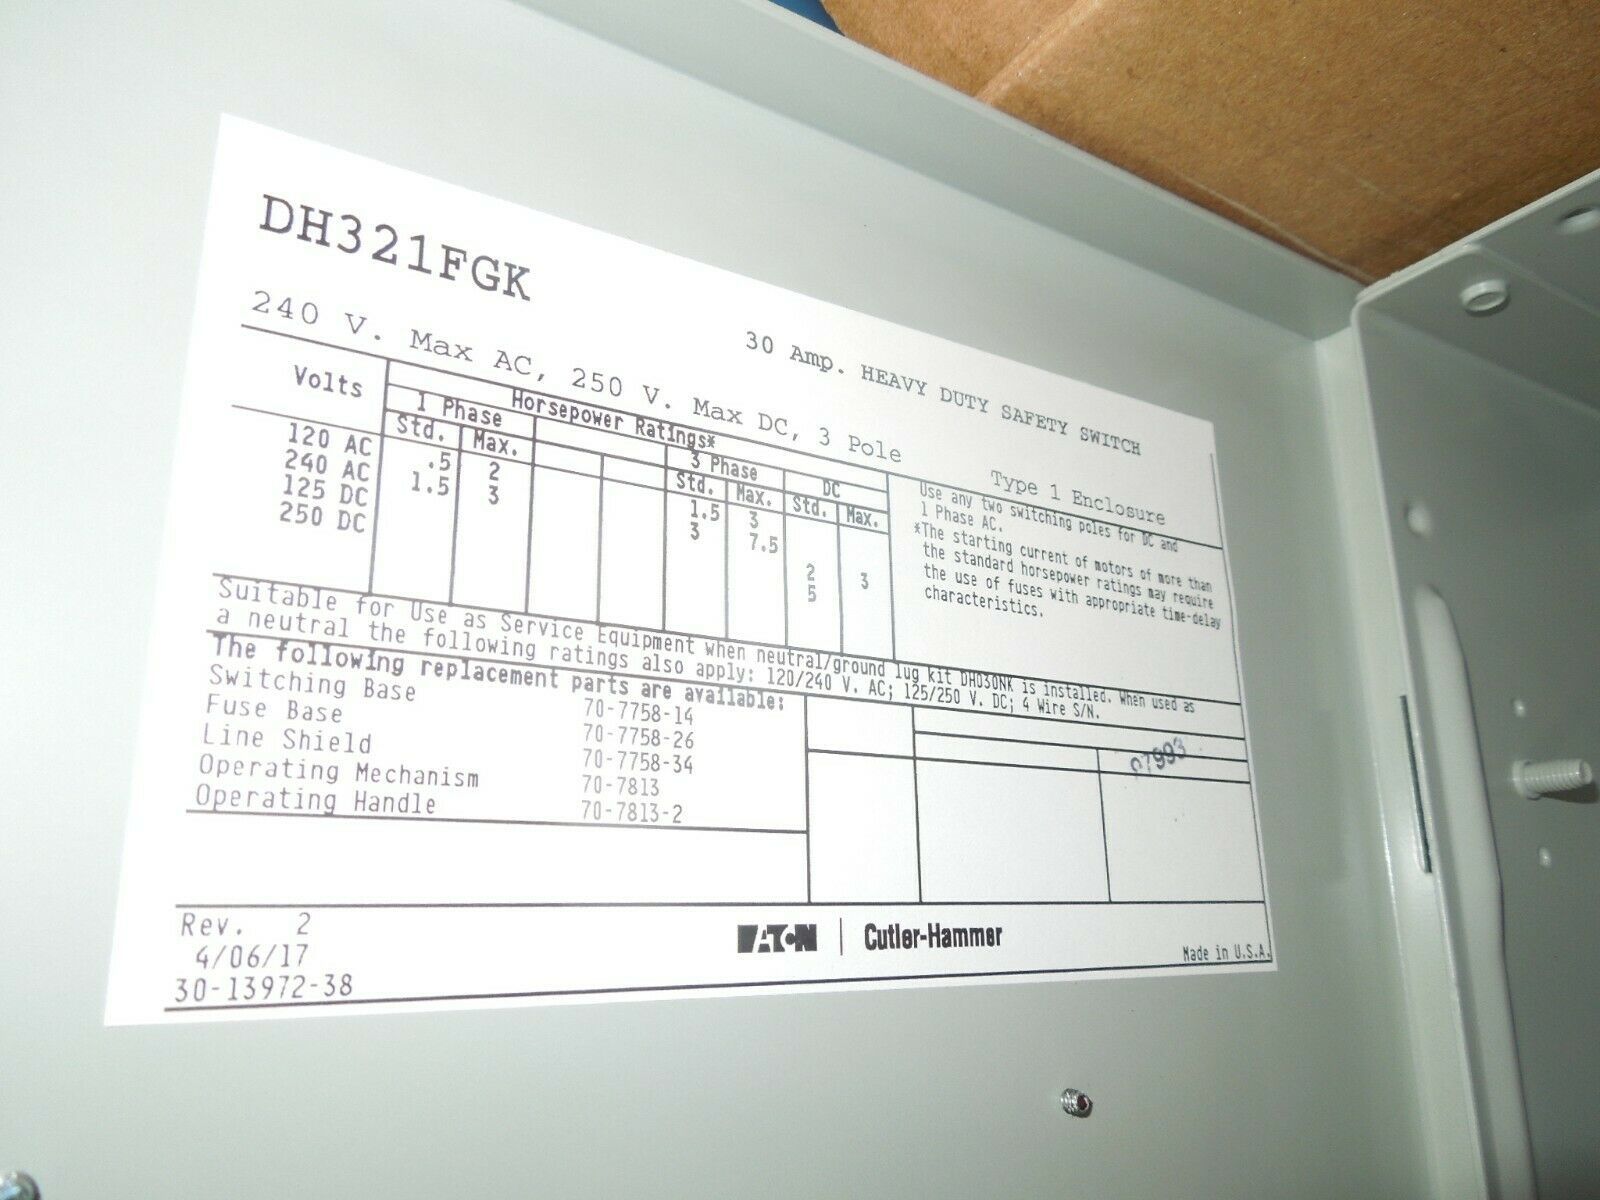 DH321FGK
30 Amp. HEAVY DUTY SAFETY SWITCH
240 V. Max AC, 250 V. Max DC, 3 Pole
Type 1 Enclosure
Volts
Horsepower Ratings*
1 Phase
3 Phase
DC
Std. Max. Std. Max. Std. Max.
120 AC .5 2 1.5 3
240 AC 1.5 3 3 7.5
125 DC 2 3
250 DC 5
Use any two switching poles for DC and
1 Phase AC.
*The starting current of motors of more than
the standard horsepower ratings may require
the use of fuses with appropriate time-delay
characteristics.
Suitable for Use as Service Equipment when neutral/ground lug kit DH030NK is installed. When used as
a neutral the following ratings also apply: 120/240 V. AC; 125/250 V. DC; 4 Wire S/N.
The following replacement parts are available:
Switching Base 70-7758-14
Fuse Base 70-7758-26
Line Shield 70-7758-34
Operating Mechanism 70-7813
Operating Handle 70-7813-2
07993
Rev. 2
4/06/17
30-13972-38
EATON | Cutler-Hammer
Made in U.S.A.